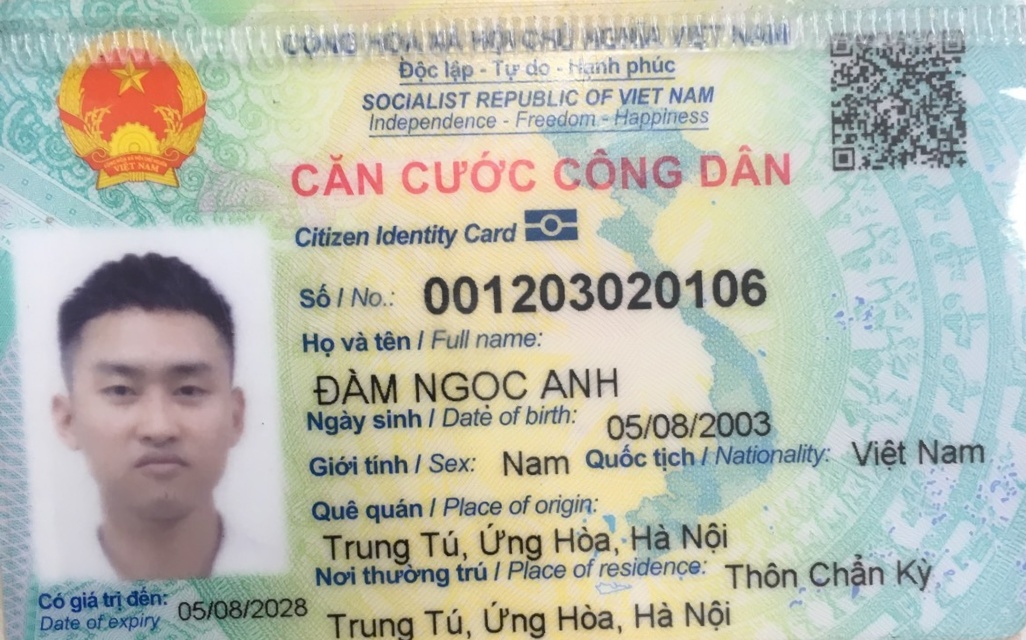 CỘNG HÒA XÃ HỘI CHỦ NGHĨA VIỆT NAM
Độc lập - Tự do - Hạnh phúc
SOCIALIST REPUBLIC OF VIET NAM
Independence - Freedom - Happiness
CĂN CƯỚC CÔNG DÂN
Citizen Identity Card
Số / No.: 001203020106
Họ và tên / Full name:
ĐÀM NGỌC ANH
Ngày sinh / Date of birth: 05/08/2003
Giới tính / Sex: Nam Quốc tịch / Nationality: Việt Nam
Quê quán / Place of origin:
Trung Tú, Ứng Hòa, Hà Nội
Nơi thường trú / Place of residence: Thôn Chẩn Kỳ
Trung Tú, Ứng Hòa, Hà Nội
Có giá trị đến: 05/08/2028
Date of expiry
VIỆT NAM